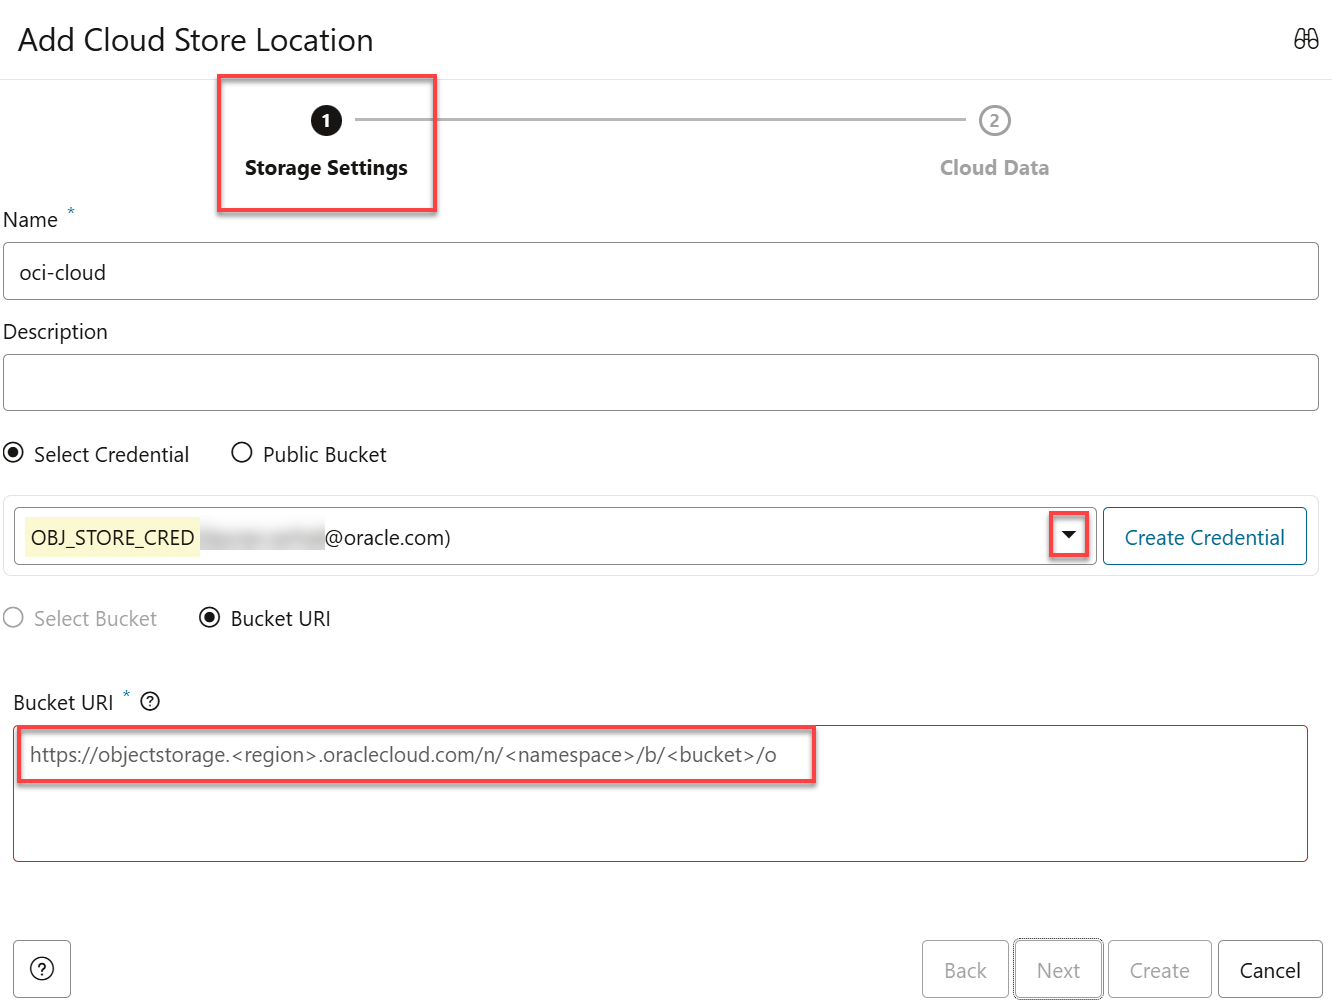 Add Cloud Store Location
1
2
Storage Settings
Cloud Data
Name *
oci-cloud
Description
Select Credential
Public Bucket
OBJ_STORE_CRED @oracle.com)
Create Credential
Select Bucket
Bucket URI
Bucket URI * ?
https://objectstorage.<region>.oraclecloud.com/n/<namespace>/b/<bucket>/o
?
Back
Next
Create
Cancel